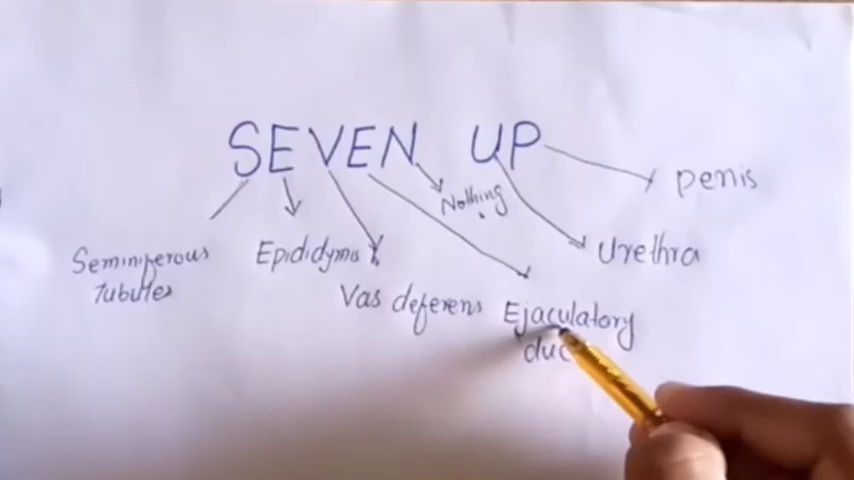 SEVEN UP
penis
Nothing
Urethra
Seminiferous
tubules
Epididymis
Vas deferens
Ejaculatory
duc